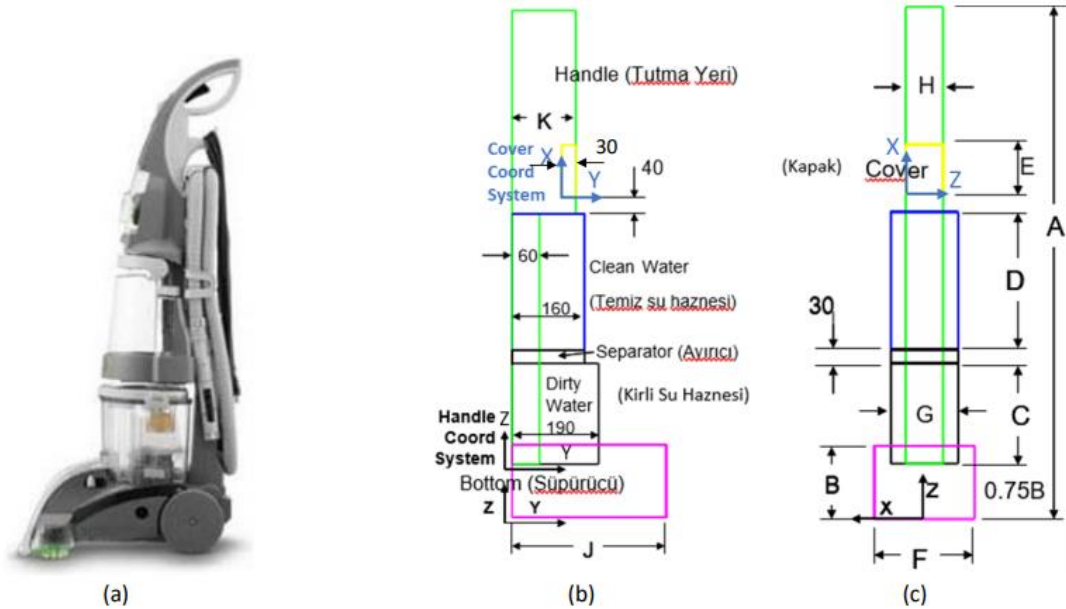 Handle (Tutma Yeri)
K
Cover
Coord
System
X
Y
30
40
60
Clean Water
(Temiz su haznesi)
160
Separator (Ayırıcı)
Dirty
Water
(Kirli Su Haznesi)
Handle
Coord
System
Z
190
Y
Bottom (Süpürücü)
Z
Y
J
H
X
(Kapak)
Cover
Z
E
A
D
30
G
C
B
Z
0.75B
X
F
(a)
(b)
(c)